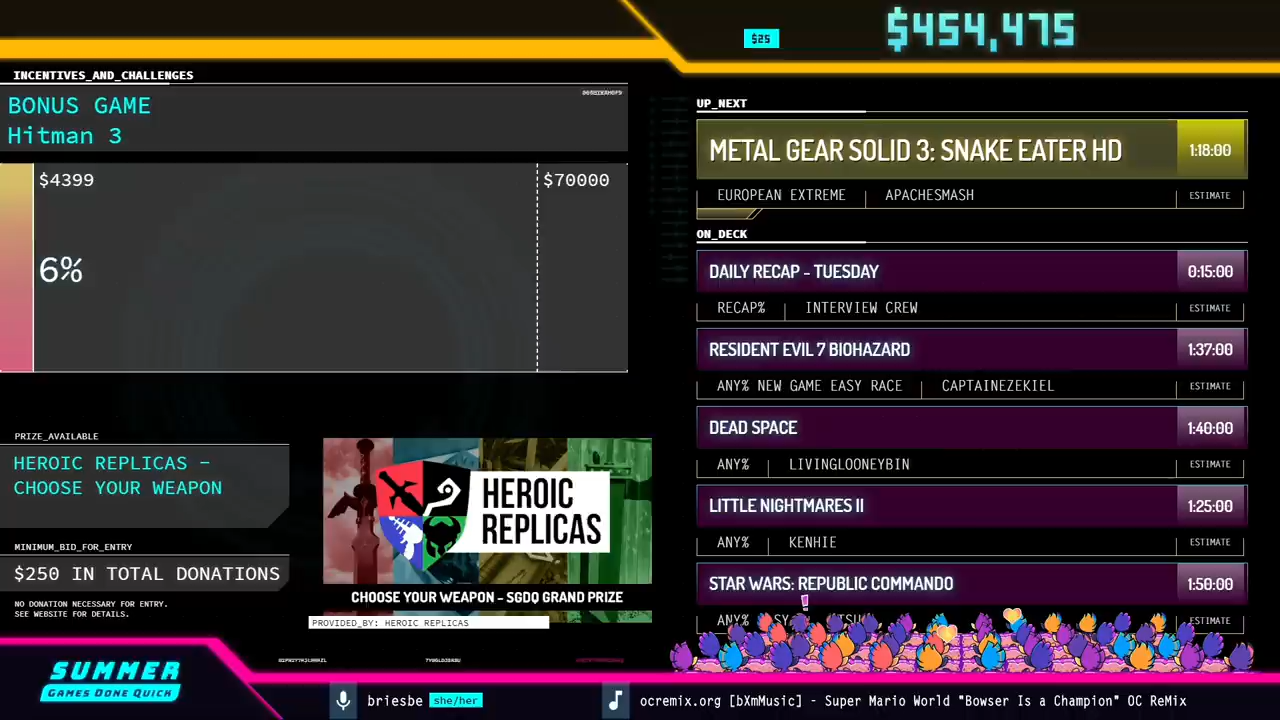 $25
$454,475
INCENTIVES_AND_CHALLENGES
BONUS GAME
Hitman 3
$4399
$70000
6%
UP_NEXT
METAL GEAR SOLID 3: SNAKE EATER HD
1:18:00
EUROPEAN EXTREME
APACHESMASH
ESTIMATE
ON_DECK
DAILY RECAP - TUESDAY
0:15:00
RECAP%
INTERVIEW CREW
ESTIMATE
RESIDENT EVIL 7 BIOHAZARD
1:37:00
ANY% NEW GAME EASY RACE
CAPTAINEZEKIEL
ESTIMATE
DEAD SPACE
1:40:00
ANY%
LIVINGLOONEYBIN
ESTIMATE
LITTLE NIGHTMARES II
1:25:00
ANY%
KENHIE
ESTIMATE
STAR WARS: REPUBLIC COMMANDO
1:50:00
ANY%
ESTIMATE
PRIZE_AVAILABLE
HEROIC REPLICAS -
CHOOSE YOUR WEAPON
MINIMUM_BID_FOR_ENTRY
$250 IN TOTAL DONATIONS
NO DONATION NECESSARY FOR ENTRY.
SEE WEBSITE FOR DETAILS.
HEROIC
REPLICAS
CHOOSE YOUR WEAPON - SGDQ GRAND PRIZE
PROVIDED_BY: HEROIC REPLICAS
SUMMER
GAMES DONE QUICK
briesbe she/her
ocremix.org [bXmMusic] - Super Mario World "Bowser Is a Champion" OC ReMix